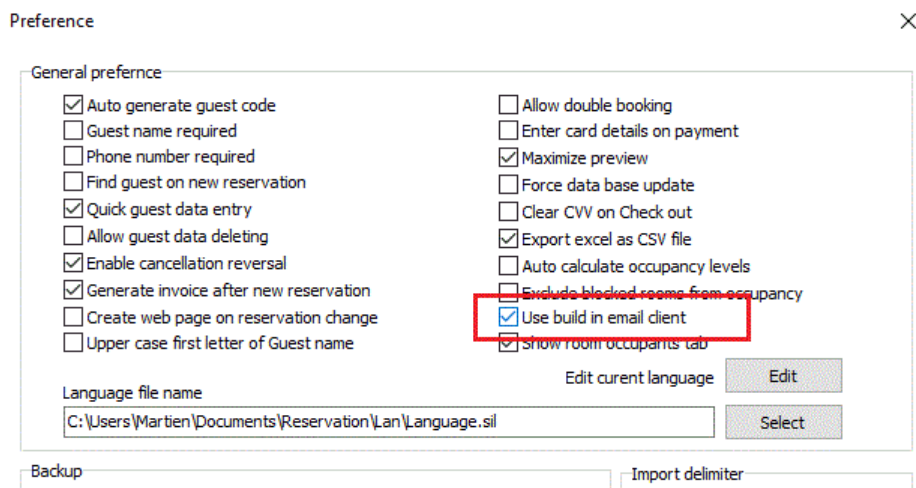 Preference
General prefernce
Auto generate guest code
Guest name required
Phone number required
Find guest on new reservation
Quick guest data entry
Allow guest data deleting
Enable cancellation reversal
Generate invoice after new reservation
Create web page on reservation change
Upper case first letter of Guest name
Allow double booking
Enter card details on payment
Maximize preview
Force data base update
Clear CVV on Check out
Export excel as CSV file
Auto calculate occupancy levels
Exclude blocked rooms from occupancy
Use build in email client
Show room occupants tab
Edit curent language
Edit
Language file name
C:\Users\Martien\Documents\Reservation\Lan\Language.sil
Select
Backup
Import delimiter